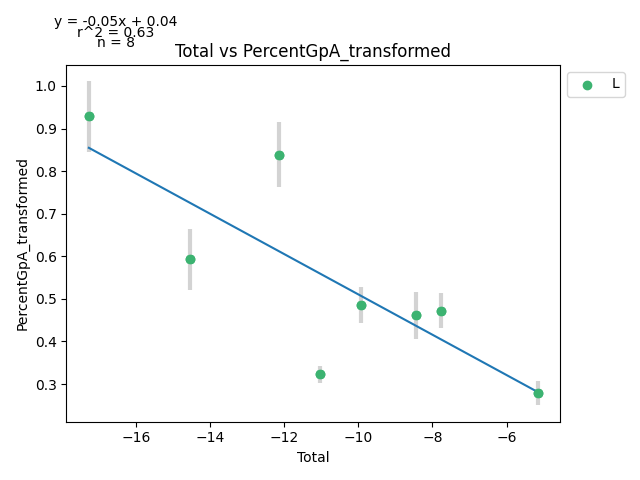 y = -0.05x + 0.04
r^2 = 0.63
n = 8
Total vs PercentGpA_transformed
L
PercentGpA_transformed
1.0
0.9
0.8
0.7
0.6
0.5
0.4
0.3
−16
−14
−12
−10
−8
−6
Total